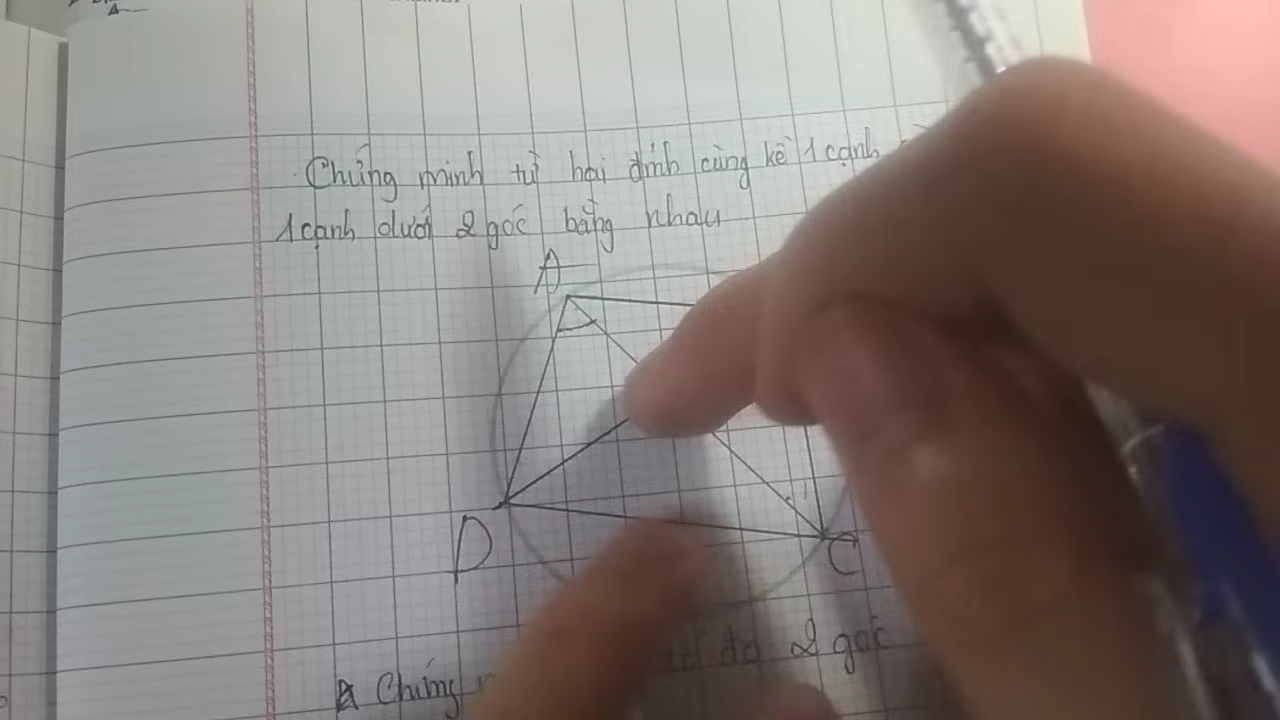 Chứng minh từ hai đỉnh cùng kề 1 cạnh
1 cạnh dưới 2 góc bằng nhau
A
D
C
Chứng
đo 2 góc